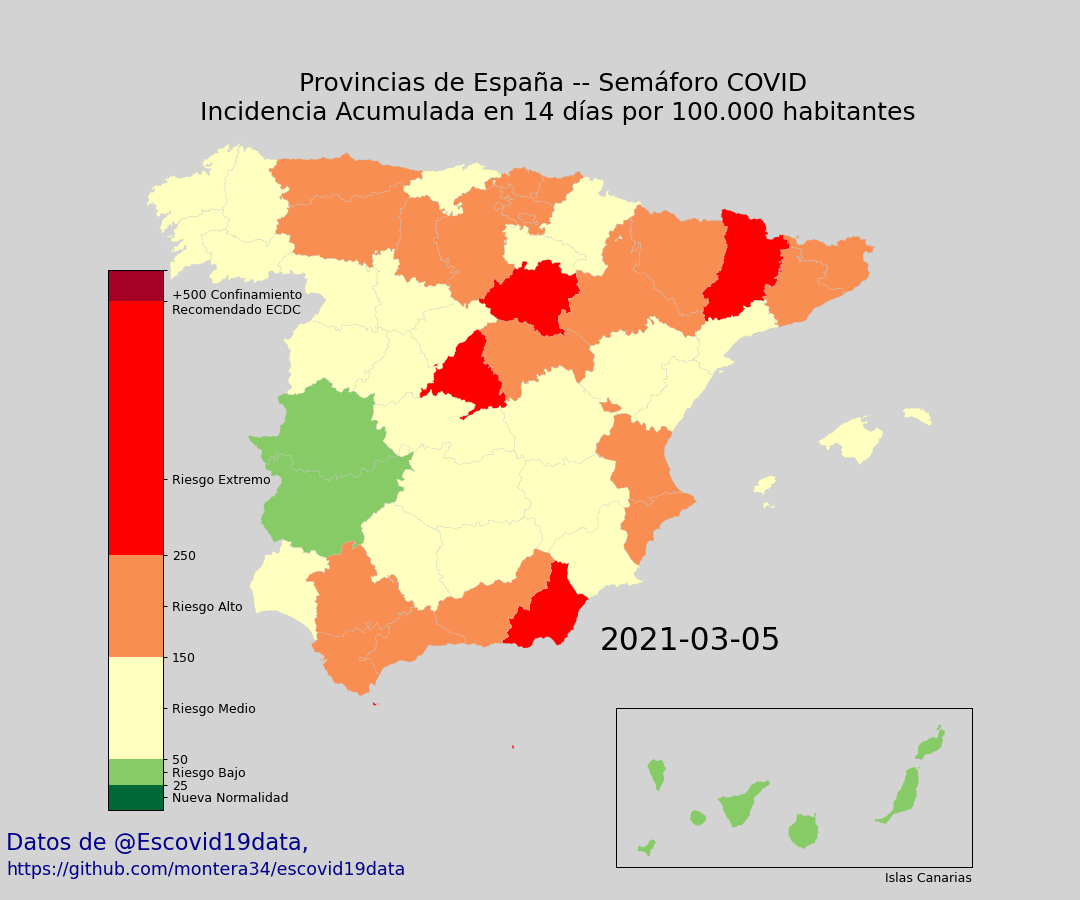 Provincias de España -- Semáforo COVID
Incidencia Acumulada en 14 días por 100.000 habitantes
+500 Confinamiento
Recomendado ECDC
Riesgo Extremo
250
Riesgo Alto
150
Riesgo Medio
50
Riesgo Bajo
25
Nueva Normalidad
2021-03-05
Islas Canarias
Datos de @Escovid19data,
https://github.com/montera34/escovid19data